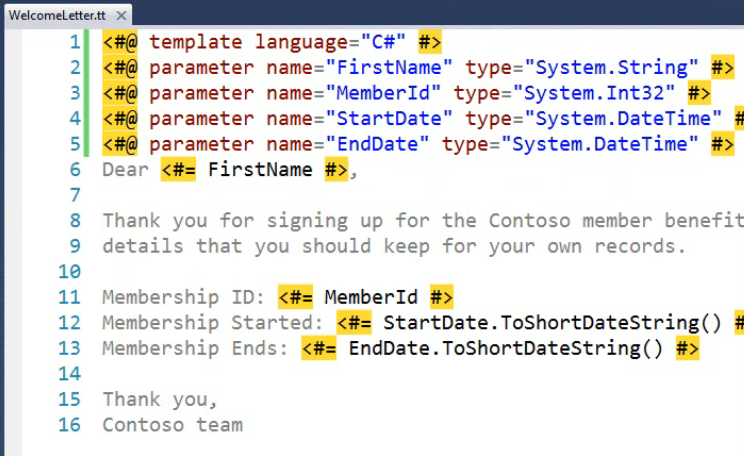 WelcomeLetter.tt ×
1 <#@ template language="C#" #>
2 <#@ parameter name="FirstName" type="System.String" #>
3 <#@ parameter name="MemberId" type="System.Int32" #>
4 <#@ parameter name="StartDate" type="System.DateTime" #
5 <#@ parameter name="EndDate" type="System.DateTime" #>
6 Dear <#= FirstName #>,
7
8 Thank you for signing up for the Contoso member benefit
9 details that you should keep for your own records.
10
11 Membership ID: <#= MemberId #>
12 Membership Started: <#= StartDate.ToShortDateString() #
13 Membership Ends: <#= EndDate.ToShortDateString() #>
14
15 Thank you,
16 Contoso team